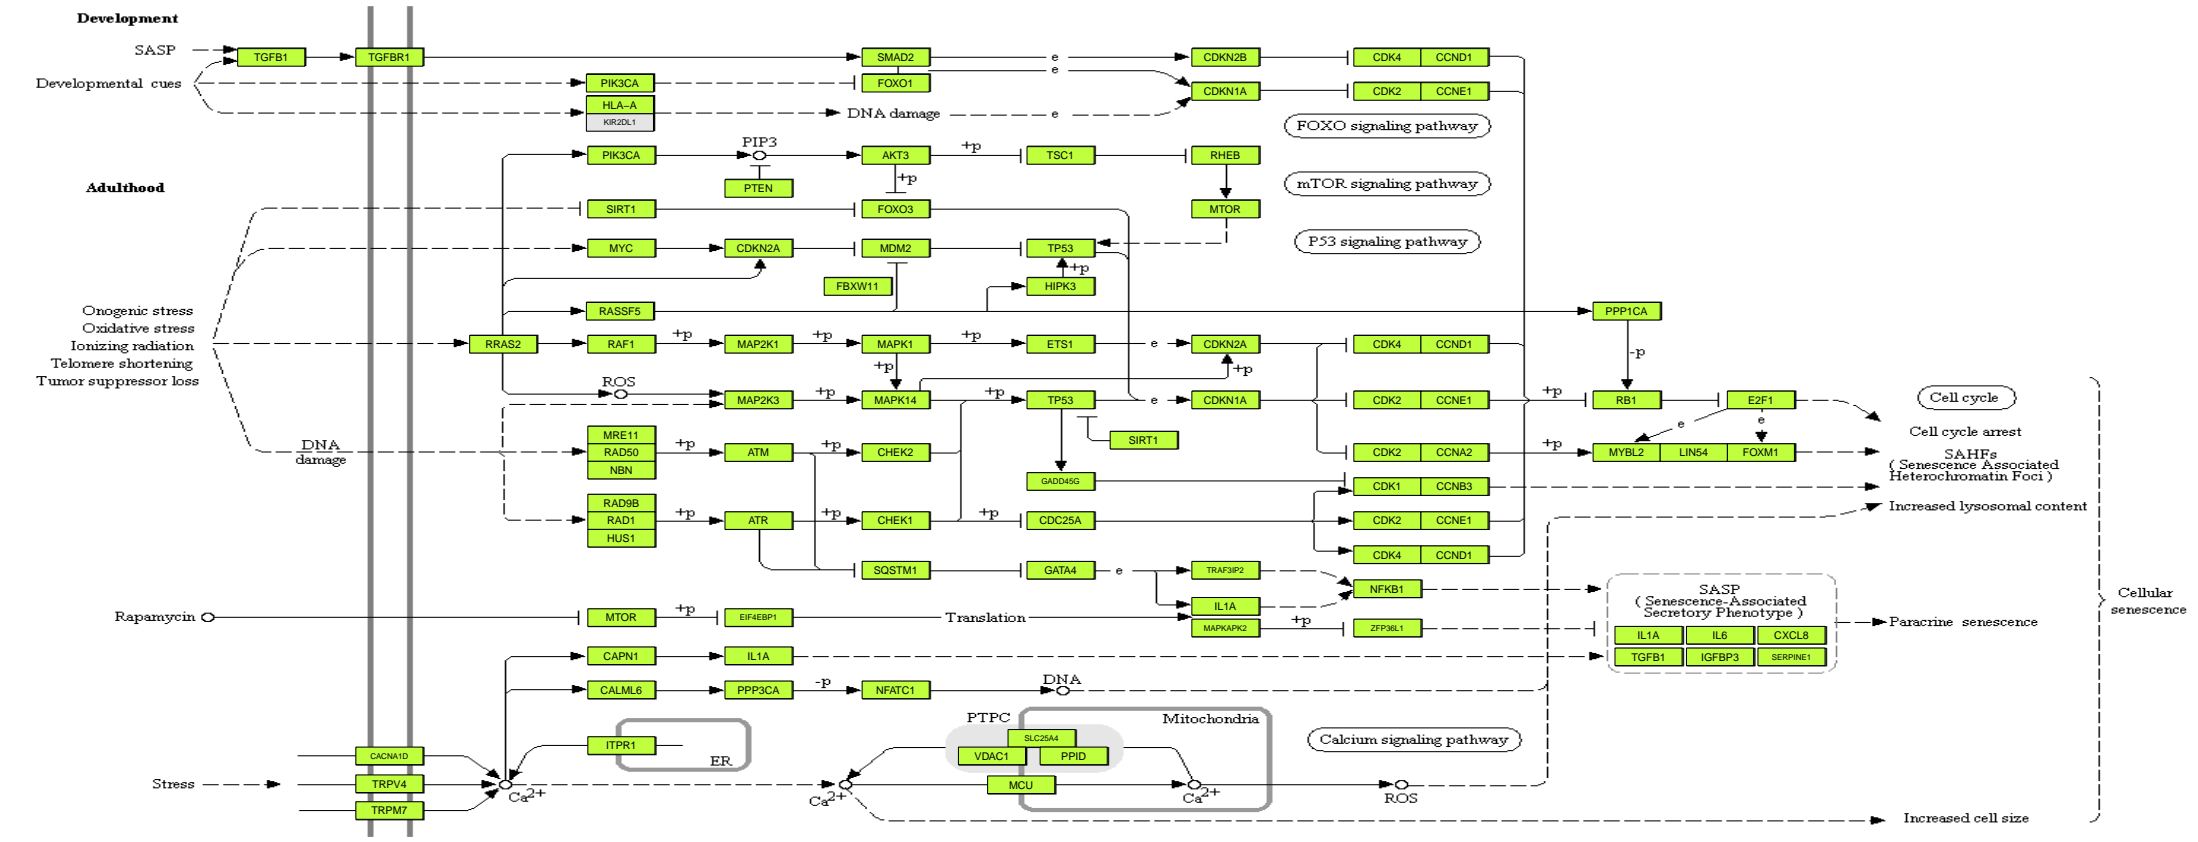 Development
SASP
TGFB1
TGFBR1
SMAD2
e
CDKN2B
CDK4
CCND1
e
Developmental cues
PIK3CA
FOXO1
CDKN1A
CDK2
CCNE1
HLA-A
KIR2DL1
DNA damage
e
FOXO signaling pathway
PIP3
PIK3CA
AKT3
+p
TSC1
RHEB
PTEN
+p
mTOR signaling pathway
Adulthood
SIRT1
FOXO3
MTOR
MYC
CDKN2A
MDM2
TP53
P53 signaling pathway
+p
FBXW11
HIPK3
Onogenic stress
Oxidative stress
Ionizing radiation
Telomere shortening
Tumor suppressor loss
RASSF5
PPP1CA
RRAS2
RAF1
+p
MAP2K1
+p
MAPK1
+p
ETS1
e
CDKN2A
CDK4
CCND1
-p
+p
+p
ROS
MAP2K3
+p
MAPK14
+p
TP53
e
CDKN1A
CDK2
CCNE1
+p
RB1
E2F1
Cell cycle
e
e
Cell cycle arrest
DNA
damage
MRE11
RAD50
NBN
+p
ATM
+p
CHEK2
SIRT1
CDK2
CCNA2
+p
MYBL2
LIN54
FOXM1
SAHFs
( Senescence Associated
Heterochromatin Foci )
GADD45G
CDK1
CCNB3
Increased lysosomal content
RAD9B
RAD1
HUS1
+p
ATR
+p
CHEK1
+p
CDC25A
CDK2
CCNE1
CDK4
CCND1
SQSTM1
GATA4
e
TRAF3IP2
NFKB1
IL1A
SASP
( Senescence-Associated
Secretory Phenotype )
IL1A
IL6
CXCL8
TGFB1
IGFBP3
SERPINE1
Paracrine senescence
Cellular
senescence
Rapamycin
MTOR
+p
EIF4EBP1
Translation
MAPKAPK2
+p
ZFP36L1
CAPN1
IL1A
CALML6
PPP3CA
-p
NFATC1
DNA
PTPC
Mitochondria
SLC25A4
VDAC1
PPID
MCU
Calcium signaling pathway
ITPR1
ER
CACNA1D
Stress
TRPV4
TRPM7
Ca2+
Ca2+
Ca2+
ROS
Increased cell size